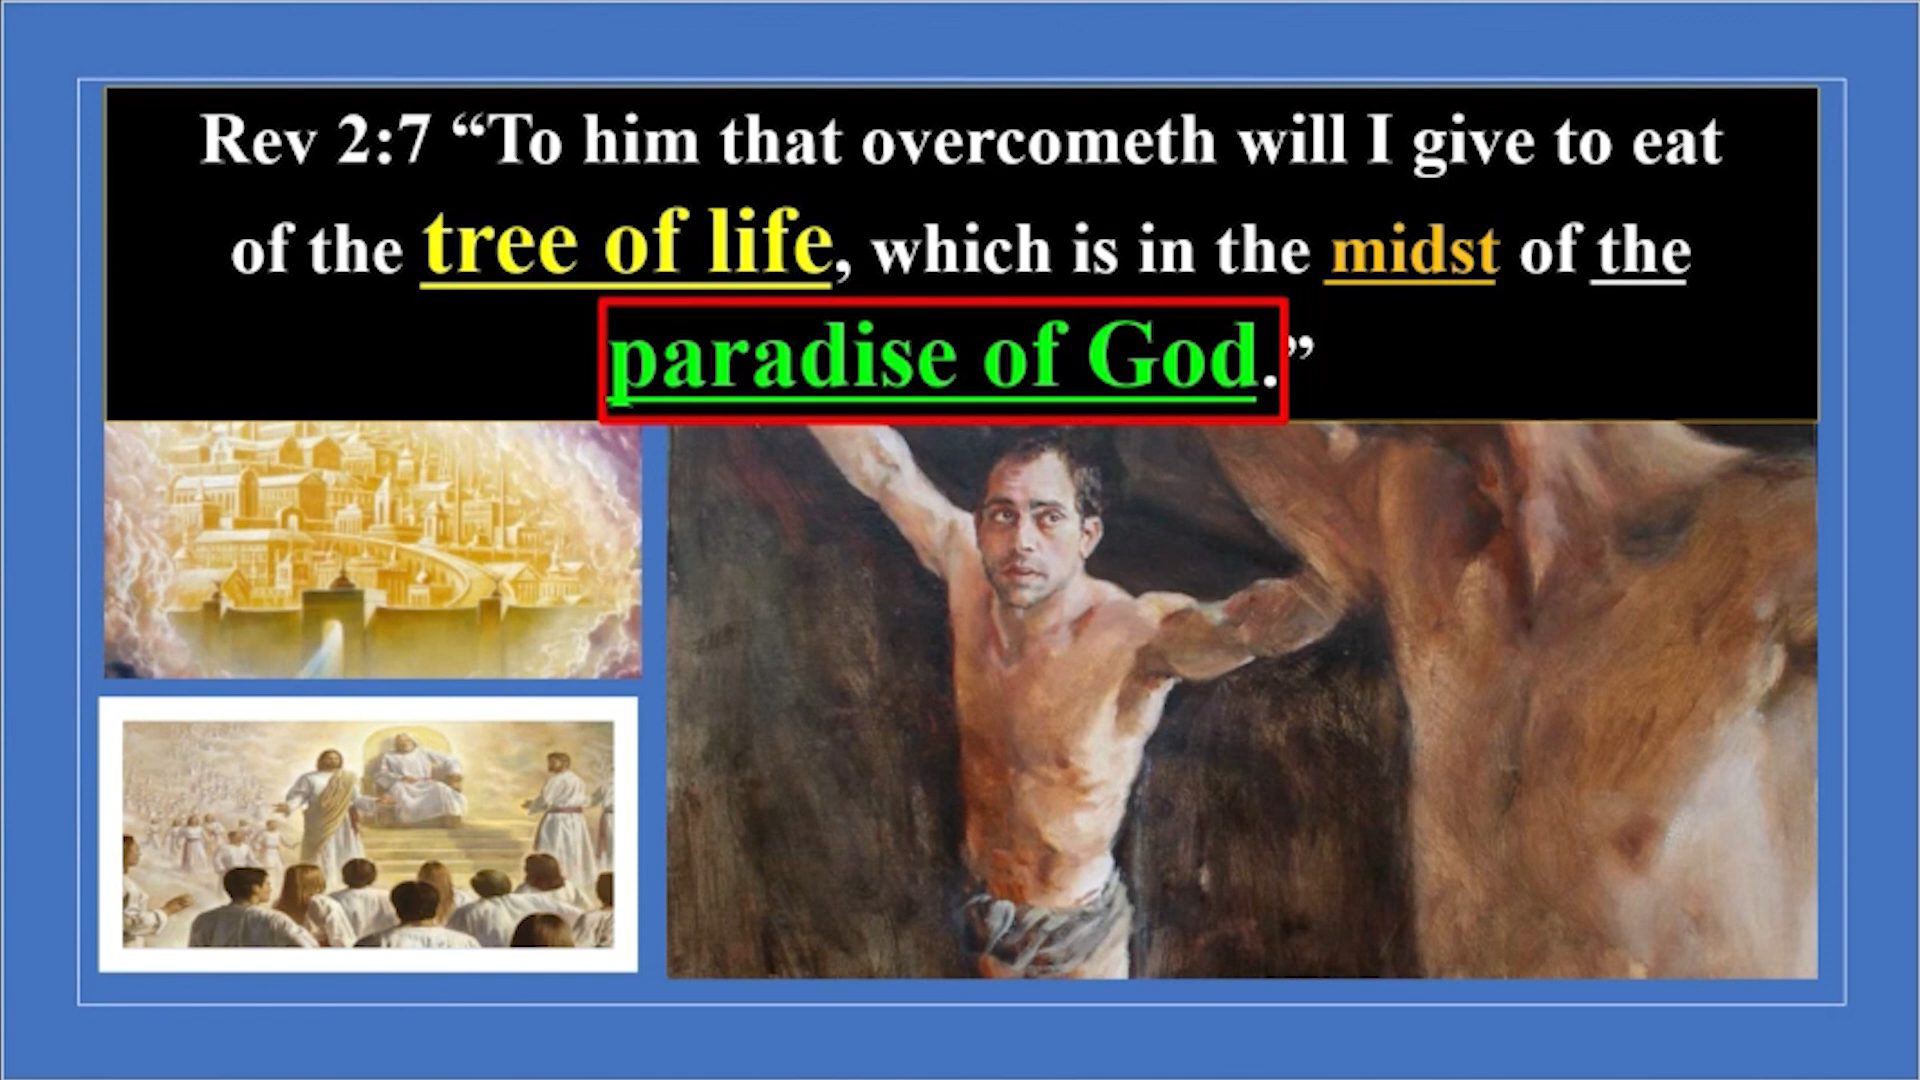 Rev 2:7 “To him that overcometh will I give to eat
of the tree of life, which is in the midst of the
paradise of God.”